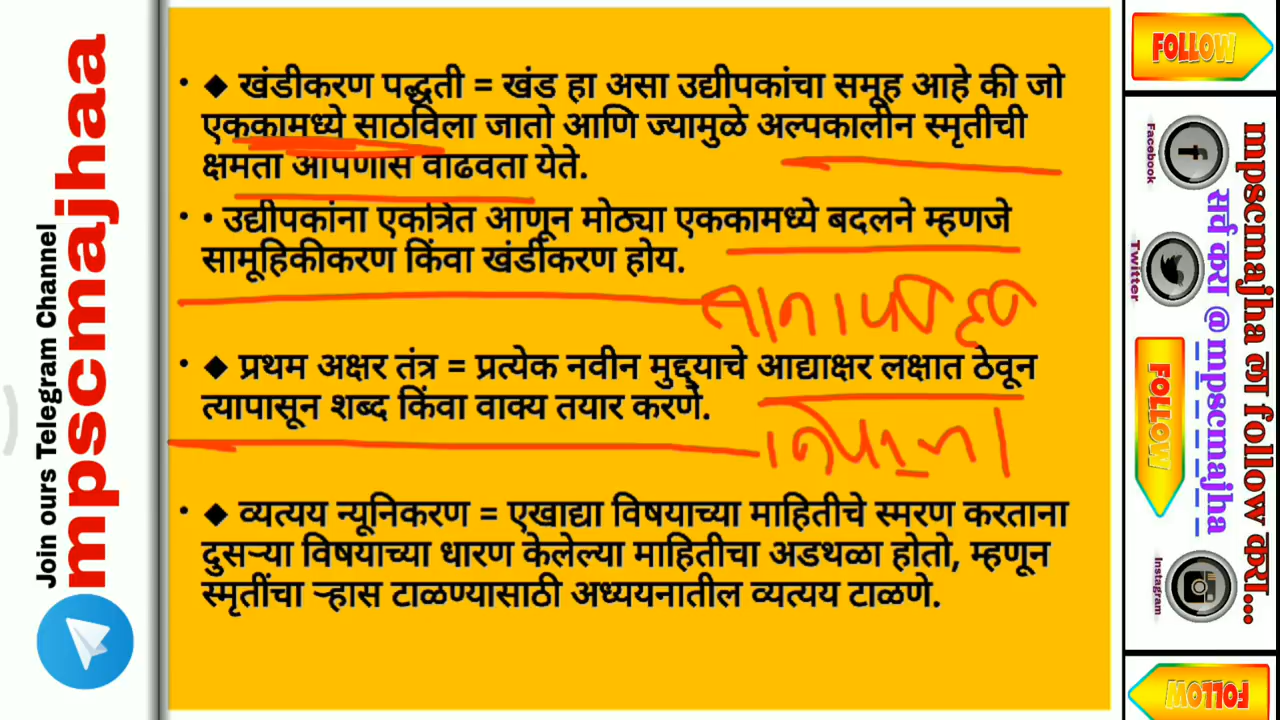 Join ours Telegram Channel
mpscmajhaa
• ◆ खंडीकरण पद्धती = खंड हा असा उद्यीपकांचा समूह आहे की जो
एककामध्ये साठविला जातो आणि ज्यामुळे अल्पकालीन स्मृतीची
क्षमता आपणास वाढवता येते.
• • उद्यीपकांना एकत्रित आणून मोठ्या एककामध्ये बदलने म्हणजे
सामूहिकीकरण किंवा खंडीकरण होय.
• ◆ प्रथम अक्षर तंत्र = प्रत्येक नवीन मुद्द्याचे आद्याक्षर लक्षात ठेवून
त्यापासून शब्द किंवा वाक्य तयार करणे.
• ◆ व्यत्यय न्यूनिकरण = एखाद्या विषयाच्या माहितीचे स्मरण करताना
दुसऱ्या विषयाच्या धारण केलेल्या माहितीचा अडथळा होतो, म्हणून
स्मृतींचा ऱ्हास टाळण्यासाठी अध्ययनातील व्यत्यय टाळणे.
FOLLOW
mpscmajha ला follow करा...
सर्च करा @ mpscmajha
Facebook
Twitter
FOLLOW
Instagram
FOLLOW